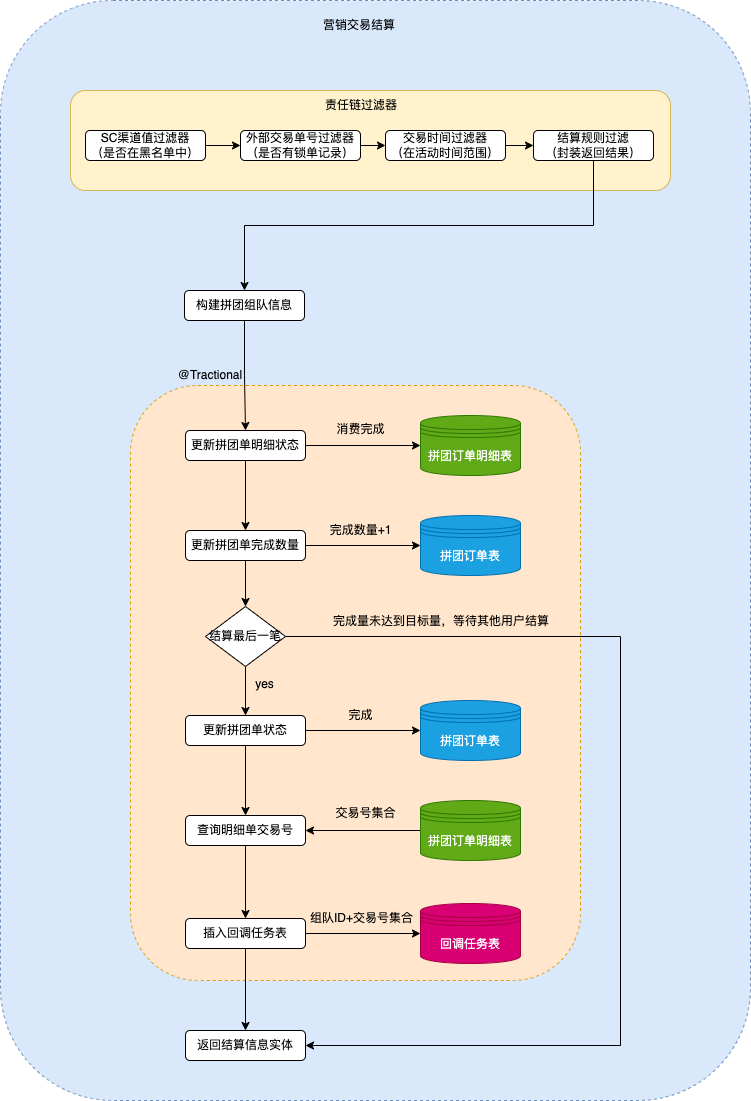 营销交易结算
责任链过滤器
SC渠道值过滤器
（是否在黑名单中）
外部交易单号过滤器
（是否有锁单记录）
交易时间过滤器
（在活动时间范围）
结算规则过滤
（封装返回结果）
构建拼团组队信息
@Tractional
更新拼团单明细状态
消费完成
拼团订单明细表
更新拼团单完成数量
完成数量+1
拼团订单表
结算最后一笔
完成量未达到目标量，等待其他用户结算
yes
更新拼团单状态
完成
拼团订单表
查询明细单交易号
交易号集合
拼团订单明细表
插入回调任务表
组队ID+交易号集合
回调任务表
返回结算信息实体